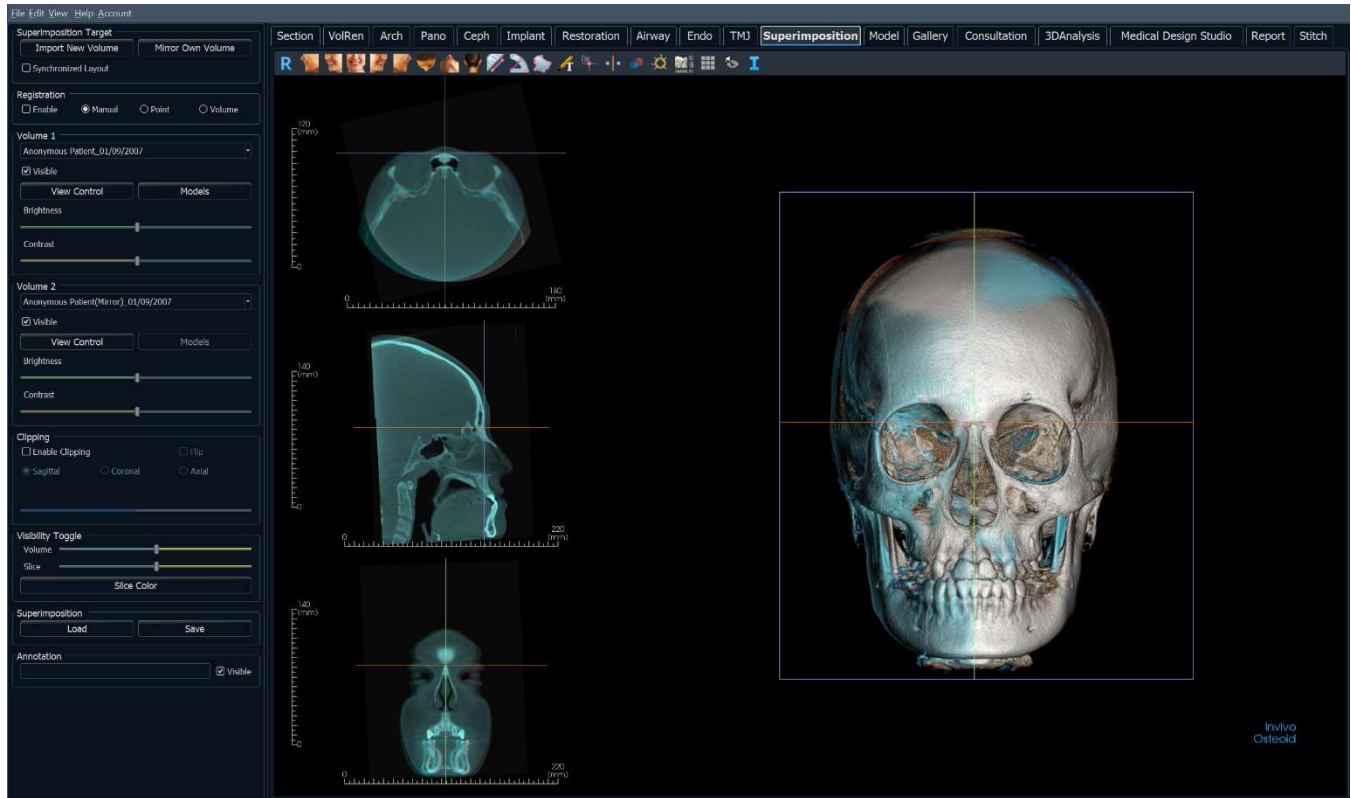 File Edit View Help Account
Superimposition Target
Import New Volume Mirror Own Volume
Synchronized Layout
Registration
Enable Manual Point Volume
Volume 1
Anonymous Patient_01/09/2007
Visible
View Control Models
Brightness
Contrast
Volume 2
Anonymous Patient(Mirror)_01/09/2007
Visible
View Control Models
Brightness
Contrast
Clipping
Enable Clipping Flip
Sagittal Coronal Axial
Visibility Toggle
Volume
Slice
Slice Color
Superimposition
Load Save
Annotation
Visible
Section VolRen Arch Pano Ceph Implant Restoration Airway Endo TMJ Superimposition Model Gallery Consultation 3DAnalysis Medical Design Studio Report Stitch
R T I
120
(mm)
0
0 160
(mm)
140
(mm)
0
0 220
(mm)
140
(mm)
0
0 220
(mm)
Invivo
Osteoid